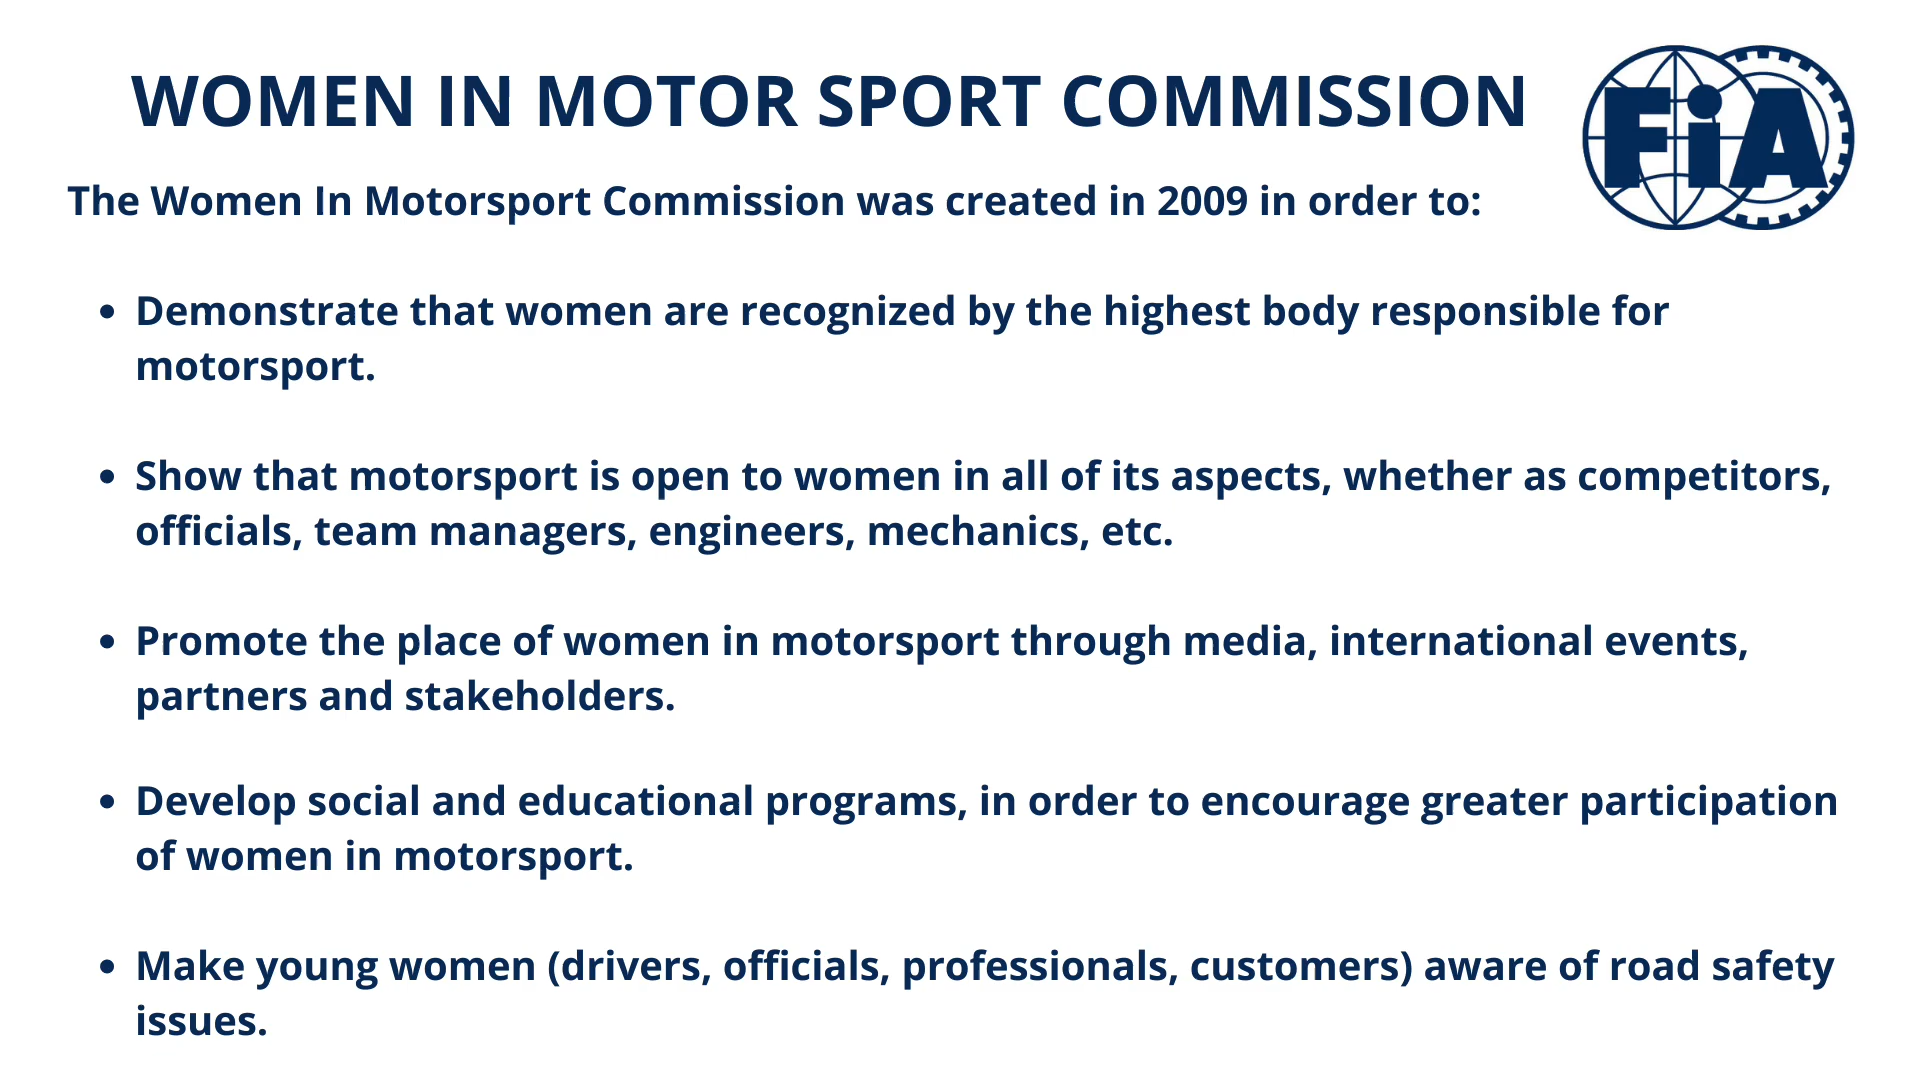 WOMEN IN MOTOR SPORT COMMISSION
FiA
The Women In Motorsport Commission was created in 2009 in order to:
• Demonstrate that women are recognized by the highest body responsible for
motorsport.
• Show that motorsport is open to women in all of its aspects, whether as competitors,
officials, team managers, engineers, mechanics, etc.
• Promote the place of women in motorsport through media, international events,
partners and stakeholders.
• Develop social and educational programs, in order to encourage greater participation
of women in motorsport.
• Make young women (drivers, officials, professionals, customers) aware of road safety
issues.